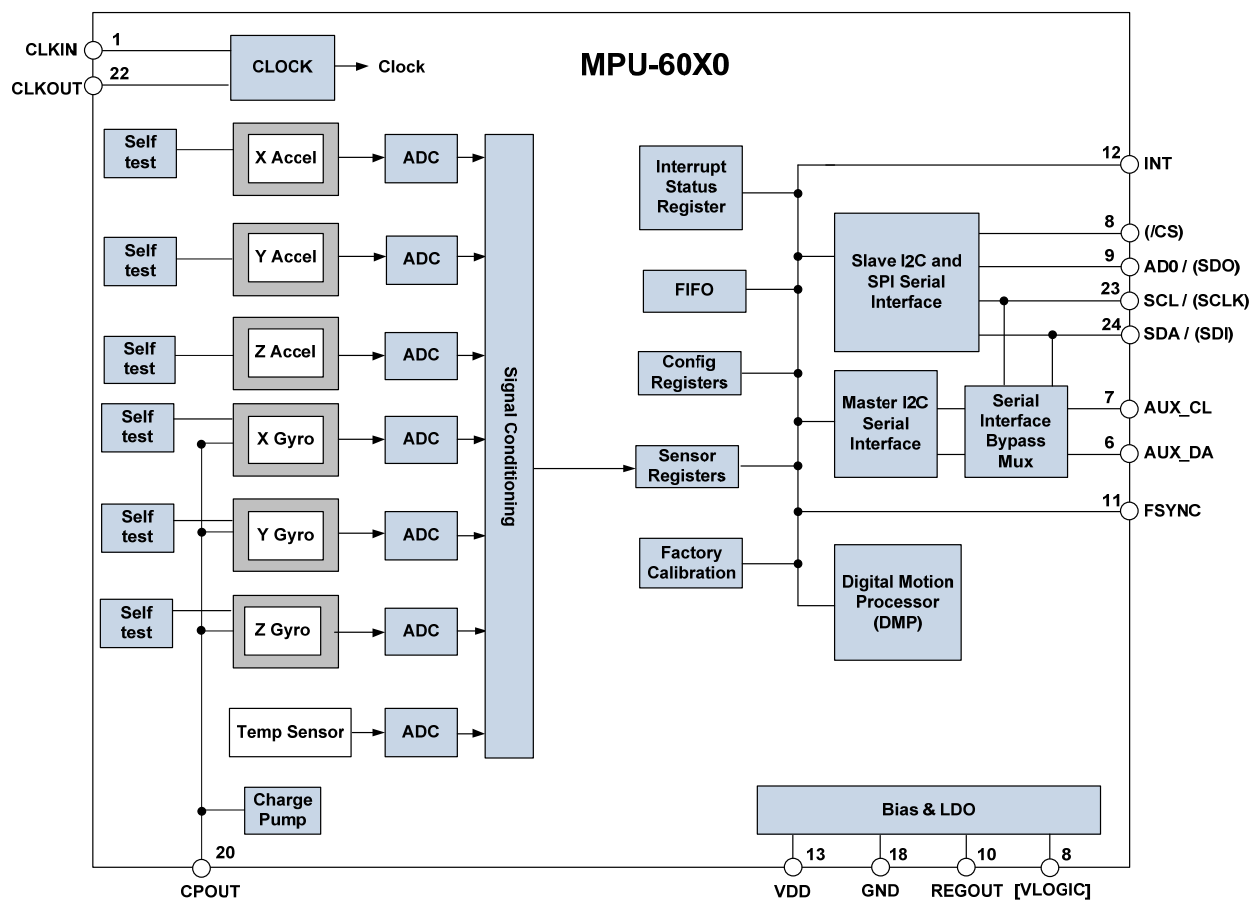 MPU-60X0
CLKIN
1
CLKOUT
22
CLOCK
Clock
Self
test
X Accel
ADC
Self
test
Y Accel
ADC
Self
test
Z Accel
ADC
Self
test
X Gyro
ADC
Self
test
Y Gyro
ADC
Self
test
Z Gyro
ADC
Temp Sensor
ADC
Charge
Pump
20
CPOUT
Signal Conditioning
Interrupt
Status
Register
FIFO
Config
Registers
Sensor
Registers
Factory
Calibration
Slave I2C and
SPI Serial
Interface
Master I2C
Serial
Interface
Serial
Interface
Bypass
Mux
Digital Motion
Processor
(DMP)
12
INT
8
(/CS)
9
AD0 / (SDO)
23
SCL / (SCLK)
24
SDA / (SDI)
7
AUX_CL
6
AUX_DA
11
FSYNC
Bias & LDO
13
VDD
18
GND
10
REGOUT
8
[VLOGIC]